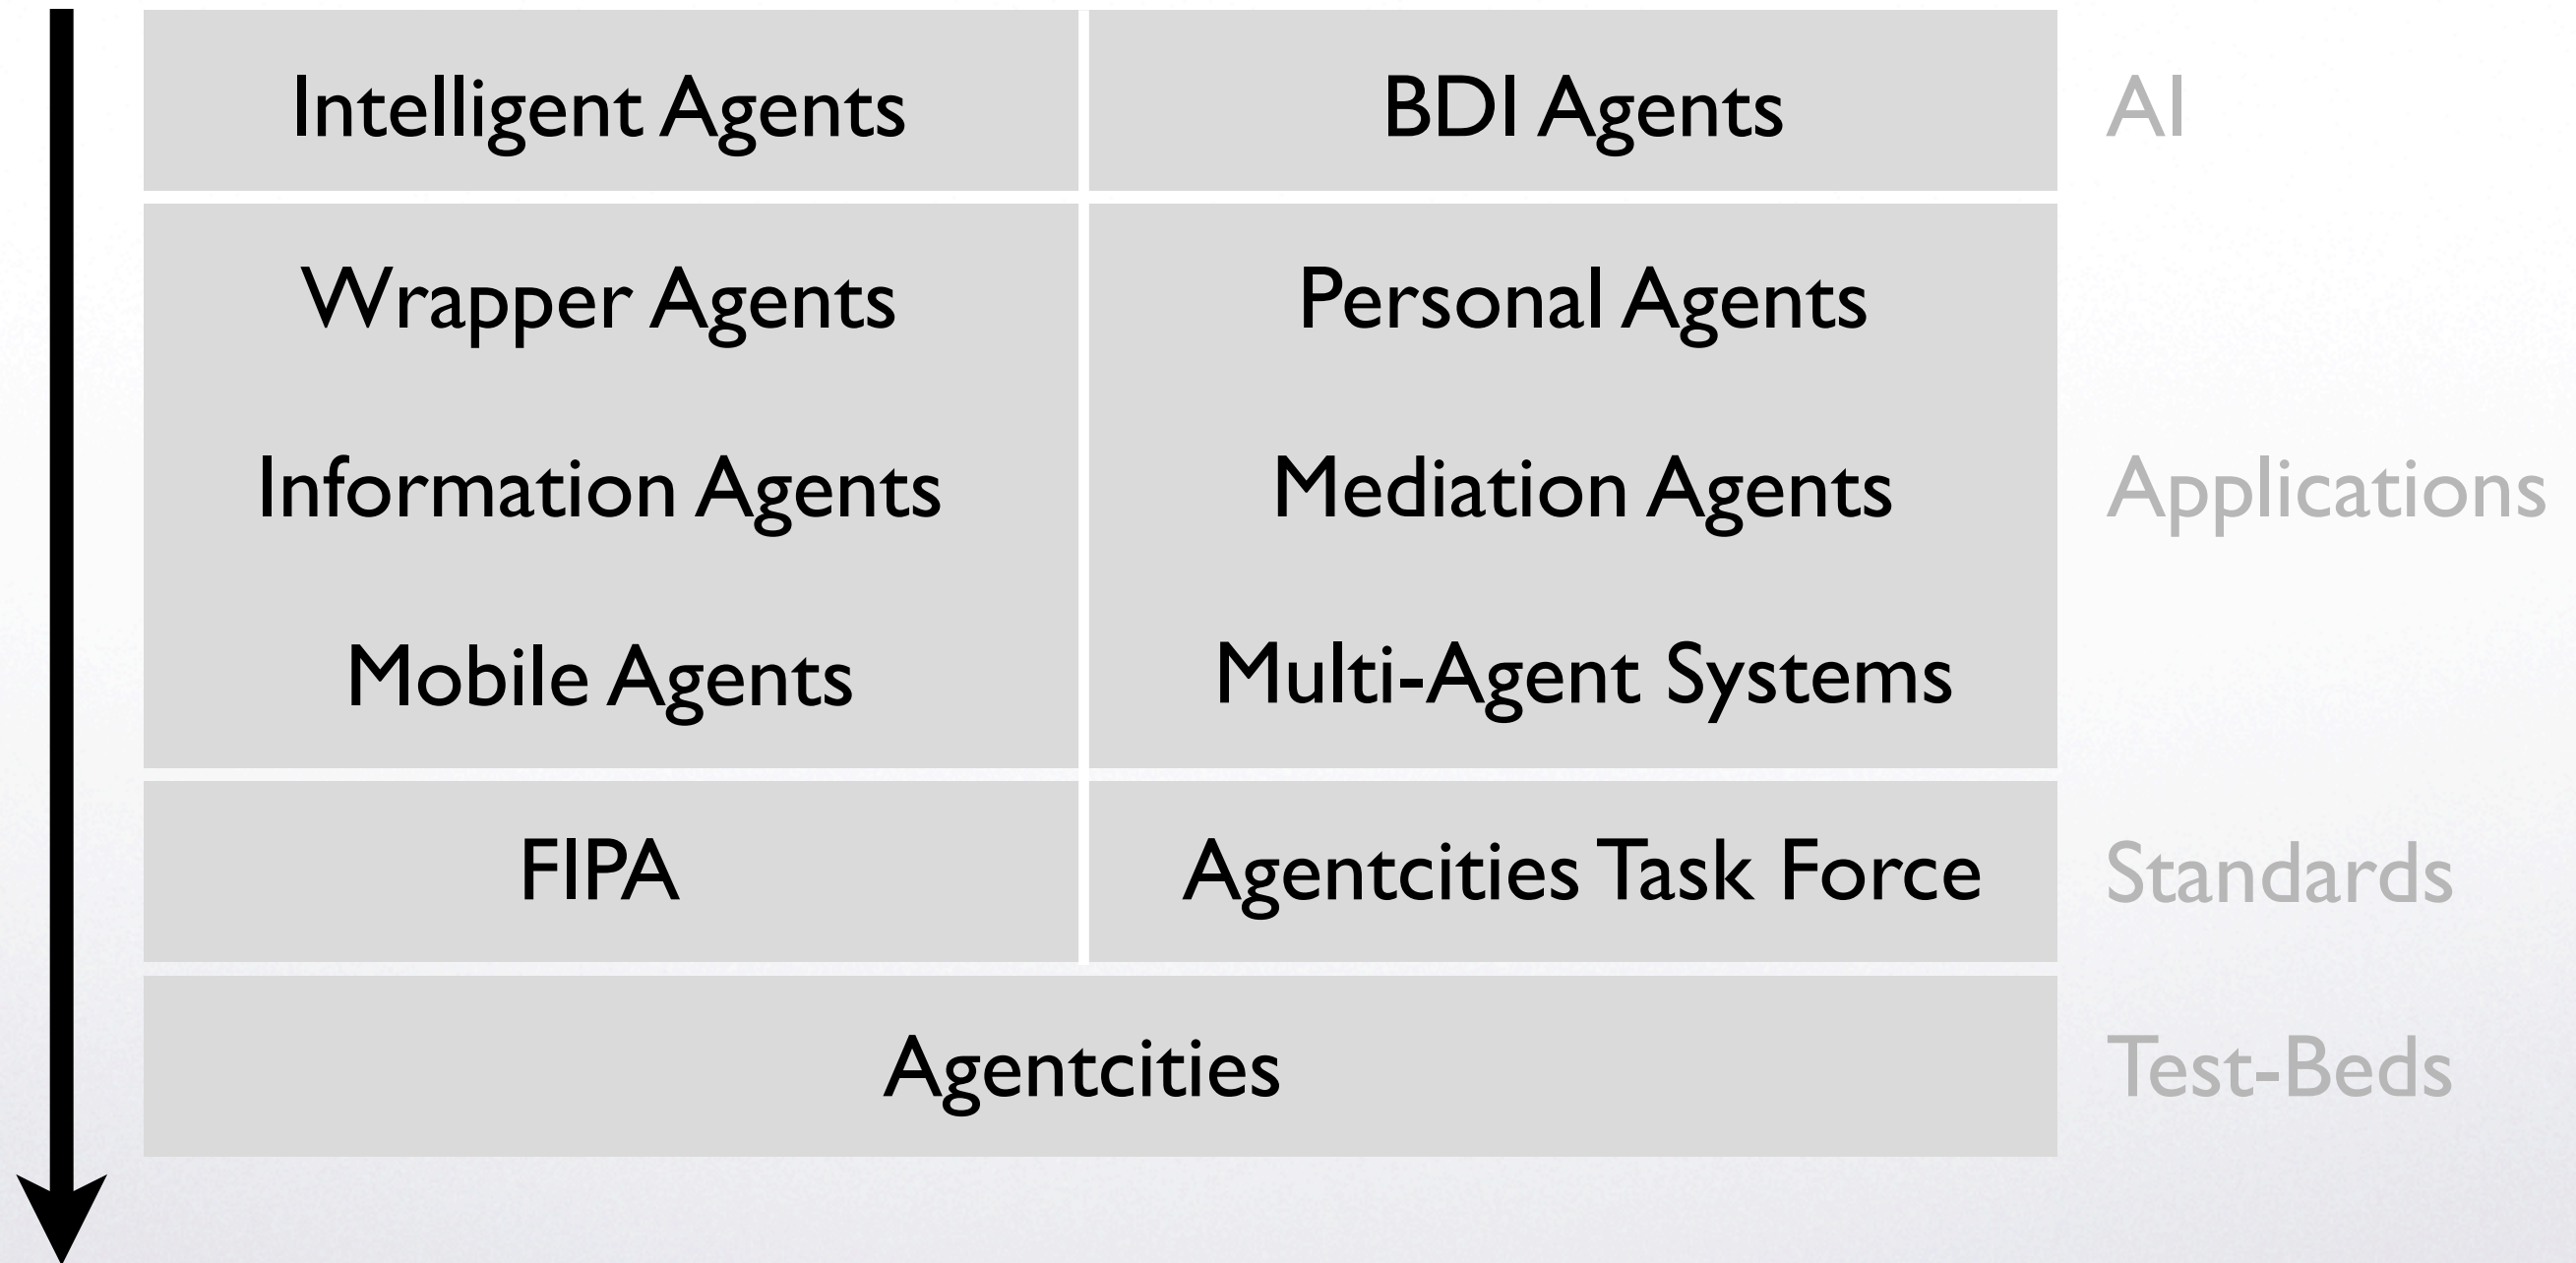 Intelligent Agents BDI Agents AI
Wrapper Agents Personal Agents
Information Agents Mediation Agents Applications
Mobile Agents Multi-Agent Systems
FIPA Agentcities Task Force Standards
Agentcities Test-Beds